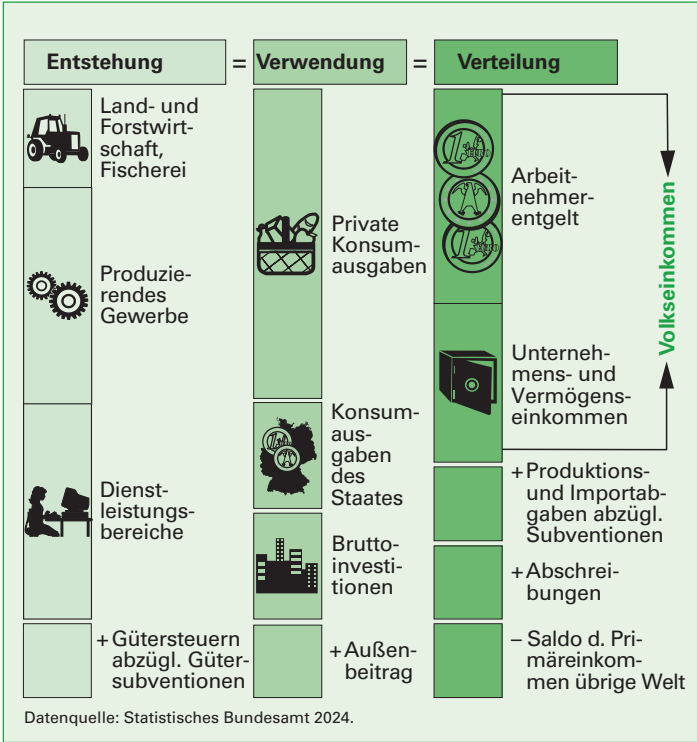 Entstehung = Verwendung = Verteilung
Land- und
Forstwirt-
schaft,
Fischerei
Produzie-
rendes
Gewerbe
Dienst-
leistungs-
bereiche
+ Gütersteuern
abzügl. Güter-
subventionen
Private
Konsum-
ausgaben
Konsum-
aus-
gaben
des
Staates
Brutto-
investi-
tionen
+ Außen-
beitrag
Arbeit-
nehmer-
entgelt
Unterneh-
mens- und
Vermögens-
einkommen
+ Produktions-
und Importab-
gaben abzügl.
Subventionen
+ Abschrei-
bungen
– Saldo d. Pri-
märeinkom-
men übrige Welt
Volkseinkommen
Datenquelle: Statistisches Bundesamt 2024.